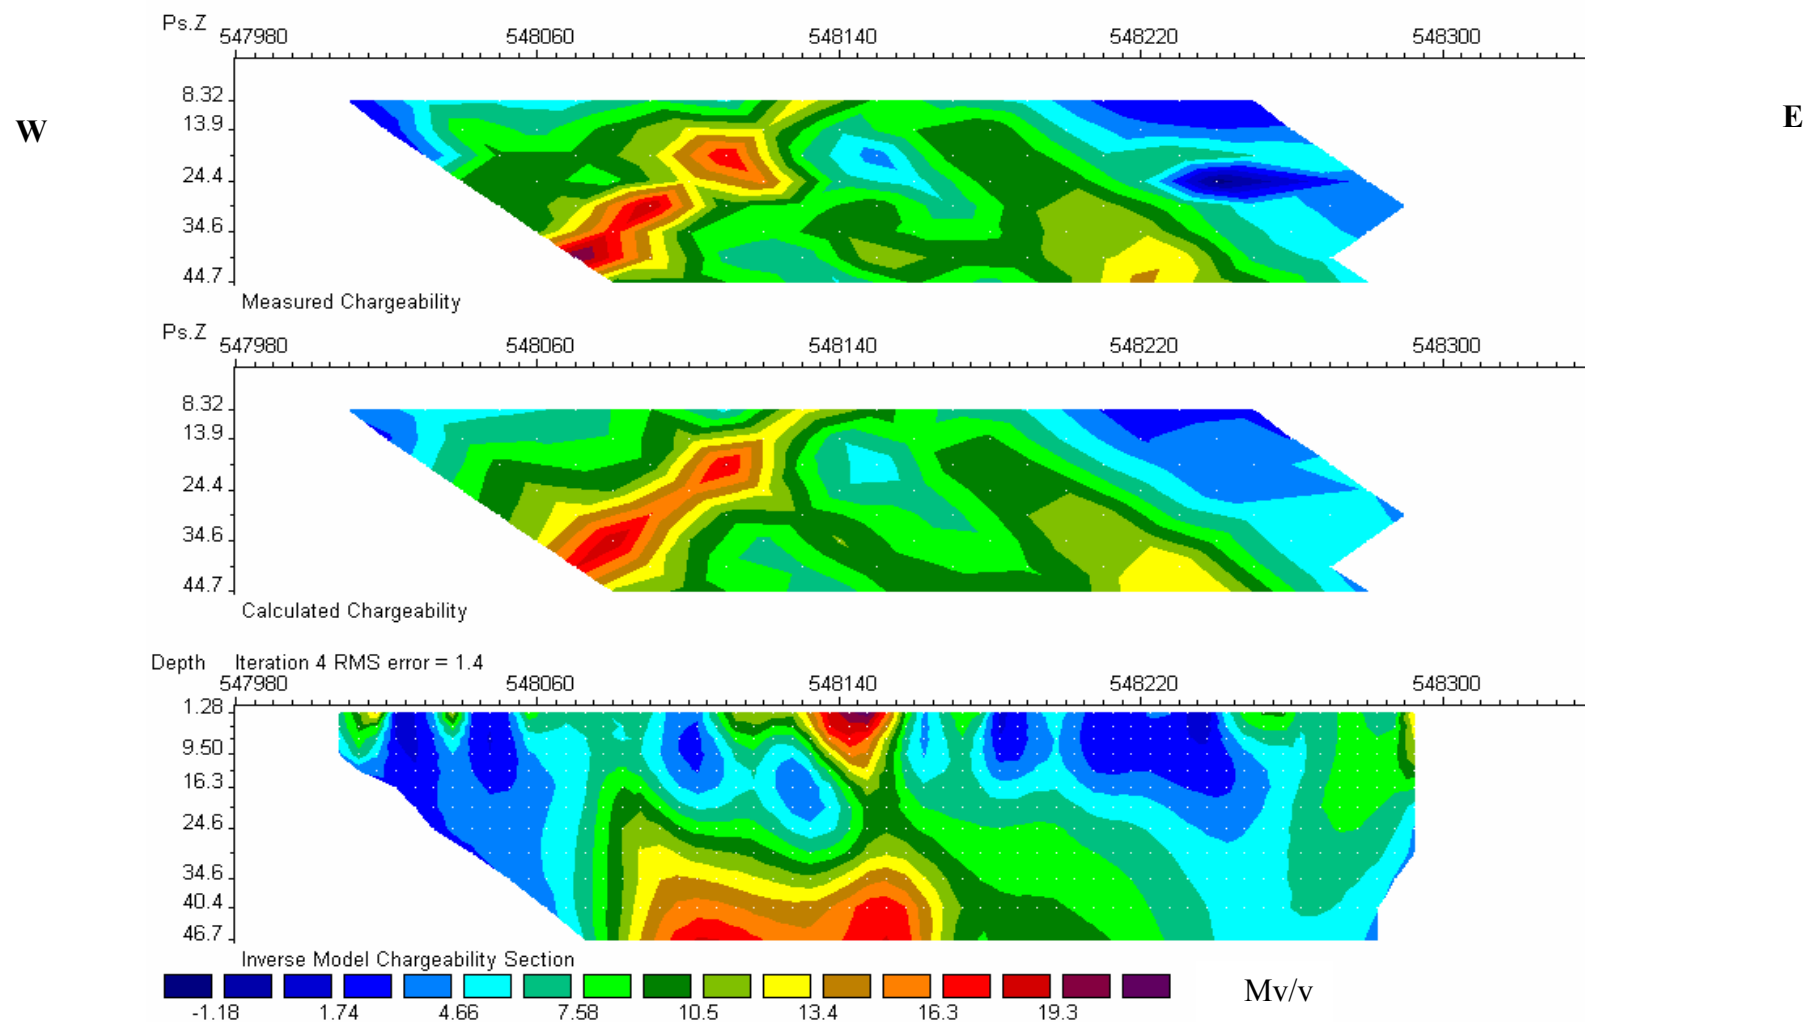 Ps.Z
547980 548060 548140 548220 548300
8.32
W
E
13.9
24.4
34.6
44.7
Measured Chargeability
Ps.Z
547980 548060 548140 548220 548300
8.32
13.9
24.4
34.6
44.7
Calculated Chargeability
Depth Iteration 4 RMS error = 1.4
547980 548060 548140 548220 548300
1.28
9.50
16.3
24.6
34.6
40.4
46.7
Inverse Model Chargeability Section
Mv/v
-1.18 1.74 4.66 7.58 10.5 13.4 16.3 19.3